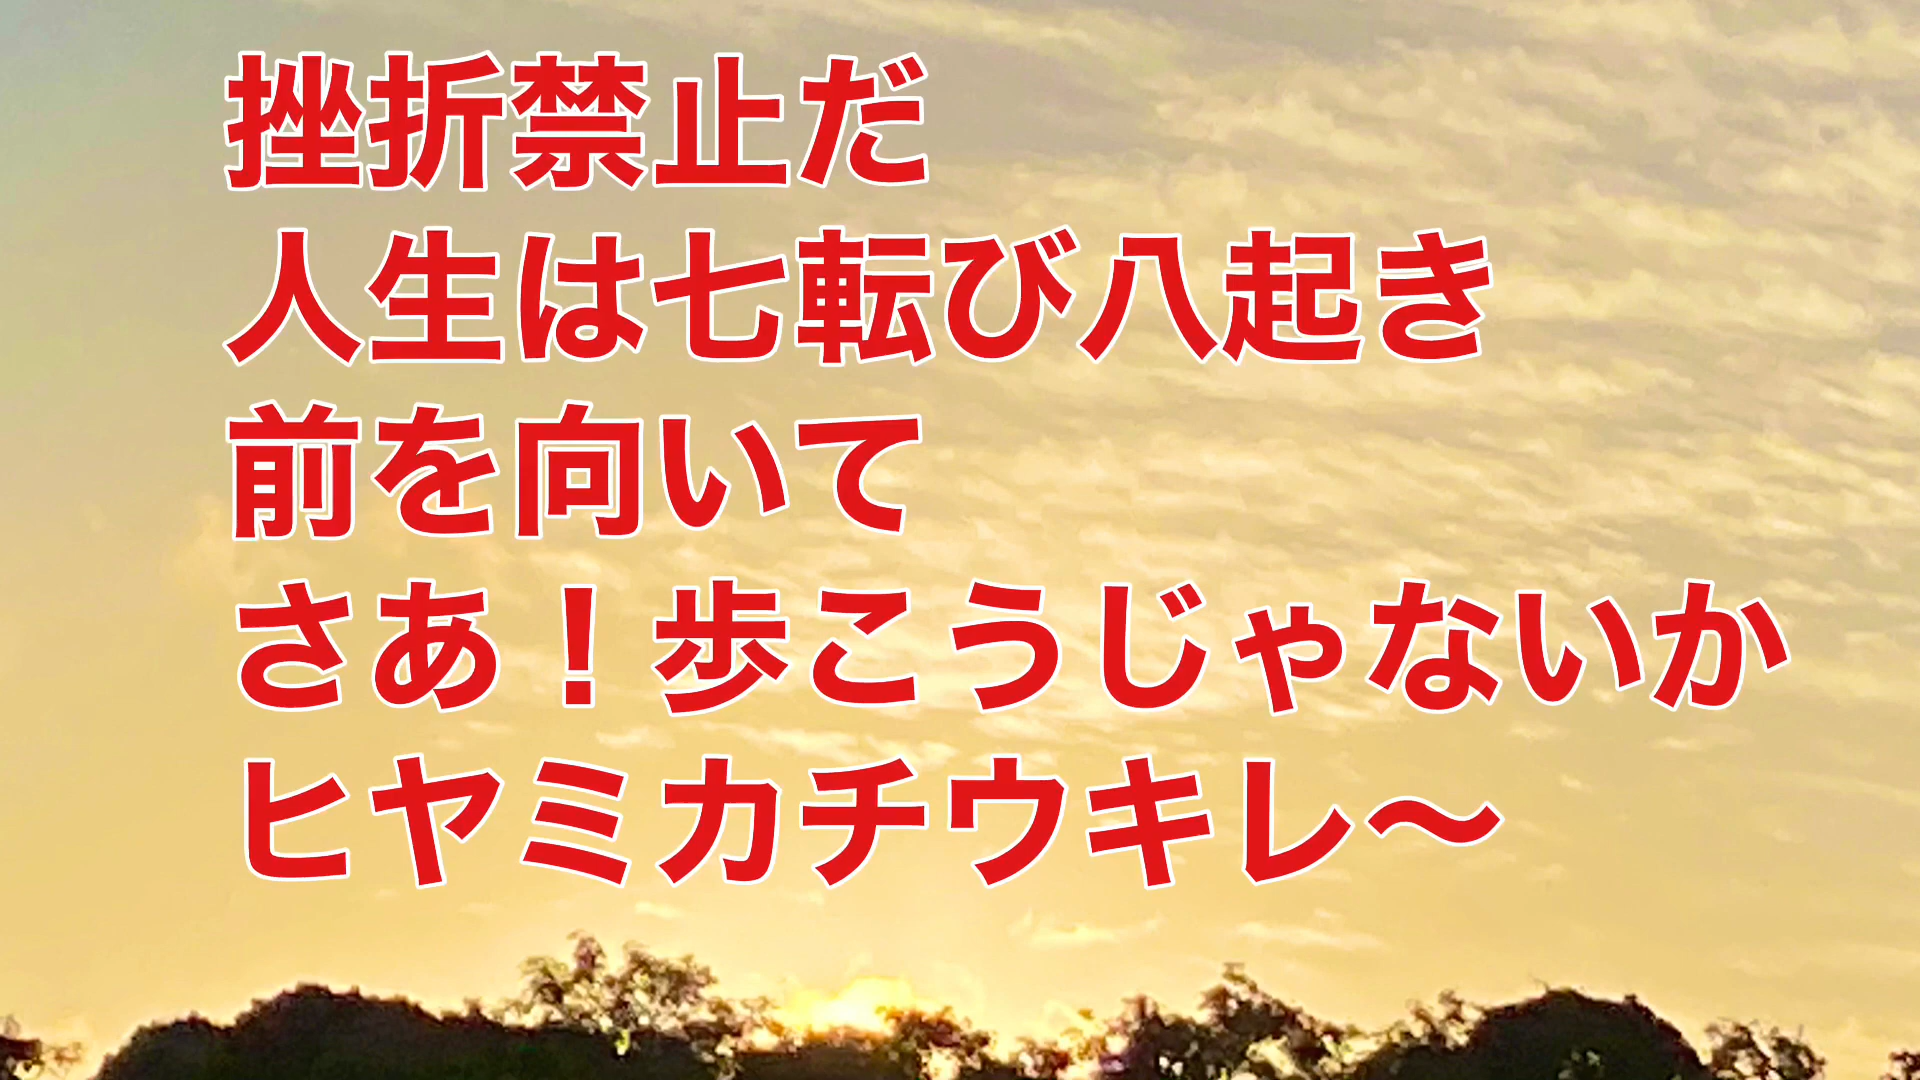 挫折禁止だ
人生は七転び八起き
前を向いて
さあ！歩こうじゃないか
ヒヤミカチウキレ〜